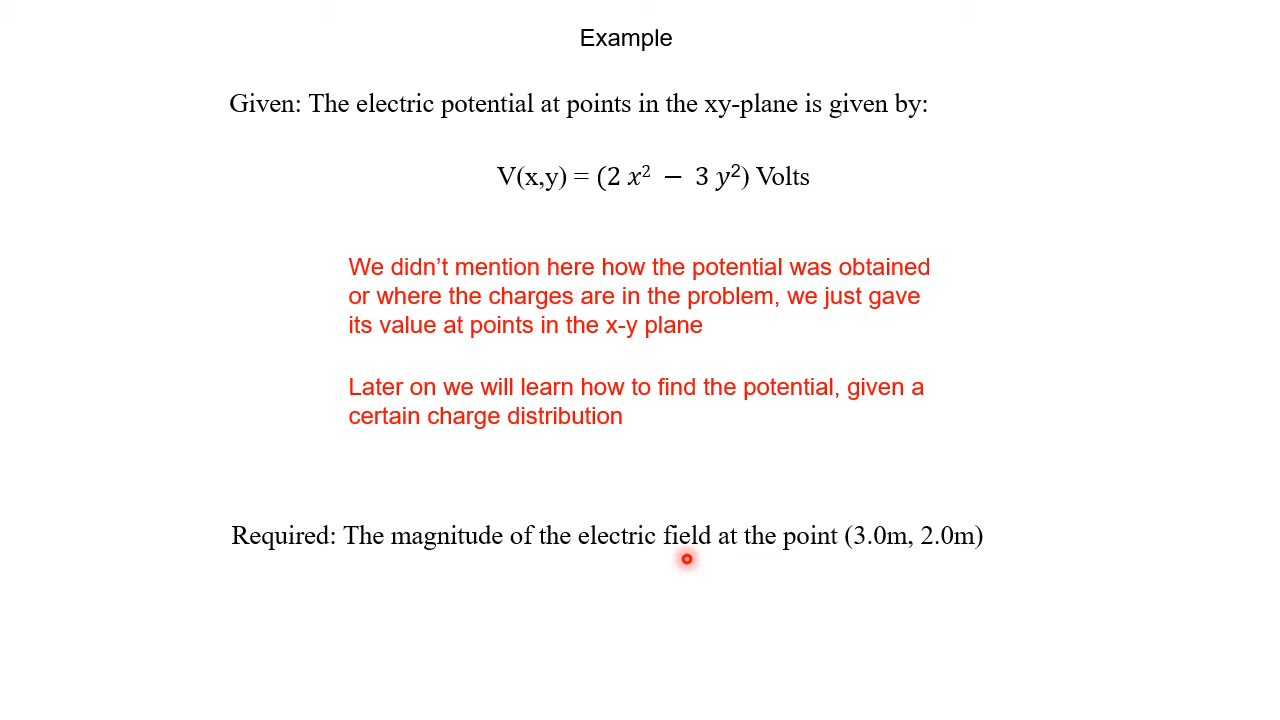 Example
Given: The electric potential at points in the xy-plane is given by:
V(x,y) = (2 x² − 3 y²) Volts
We didn’t mention here how the potential was obtained
or where the charges are in the problem, we just gave
its value at points in the x-y plane
Later on we will learn how to find the potential, given a
certain charge distribution
Required: The magnitude of the electric field at the point (3.0m, 2.0m)